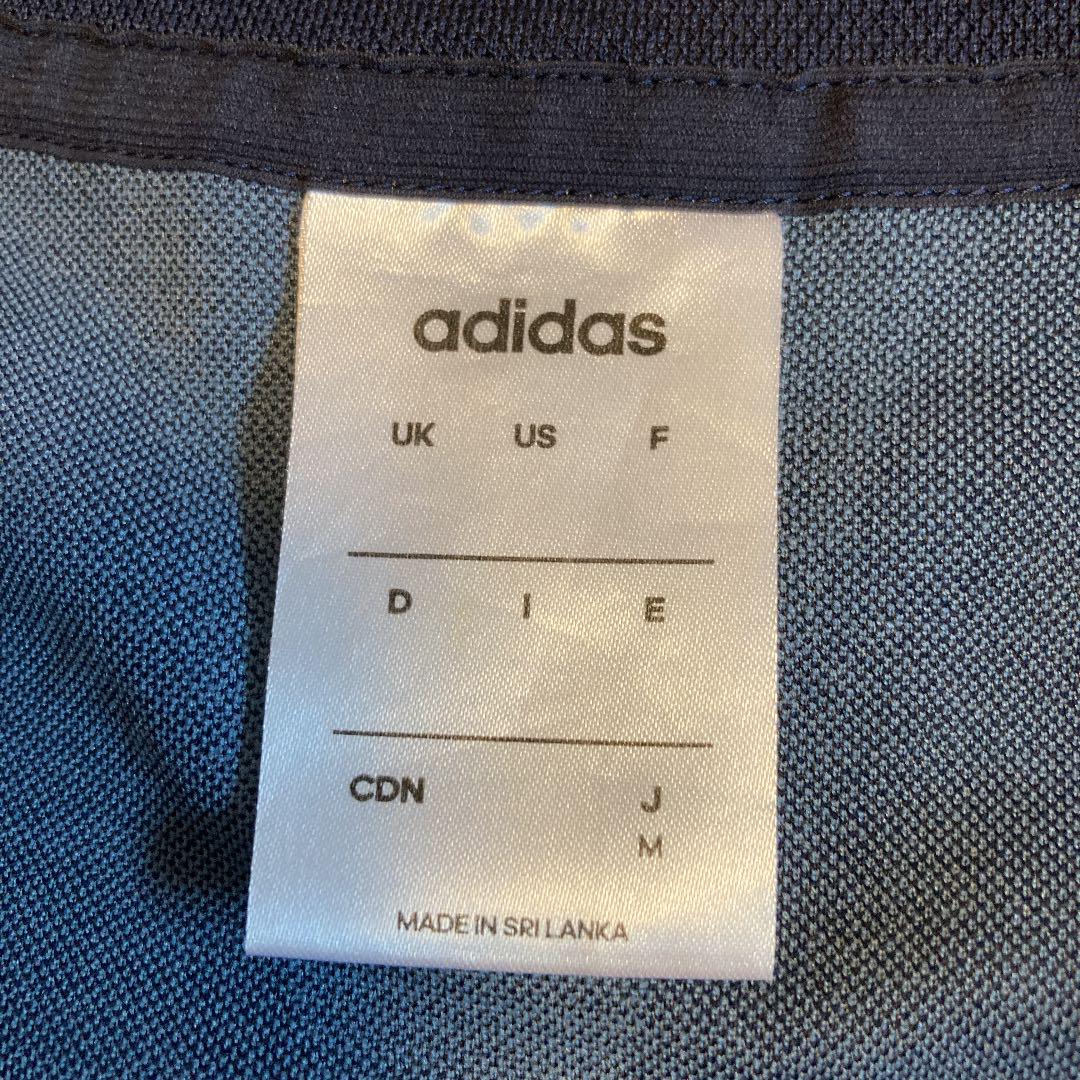 adidas
UK US F
D I E
CDN J
M
MADE IN SRI LANKA